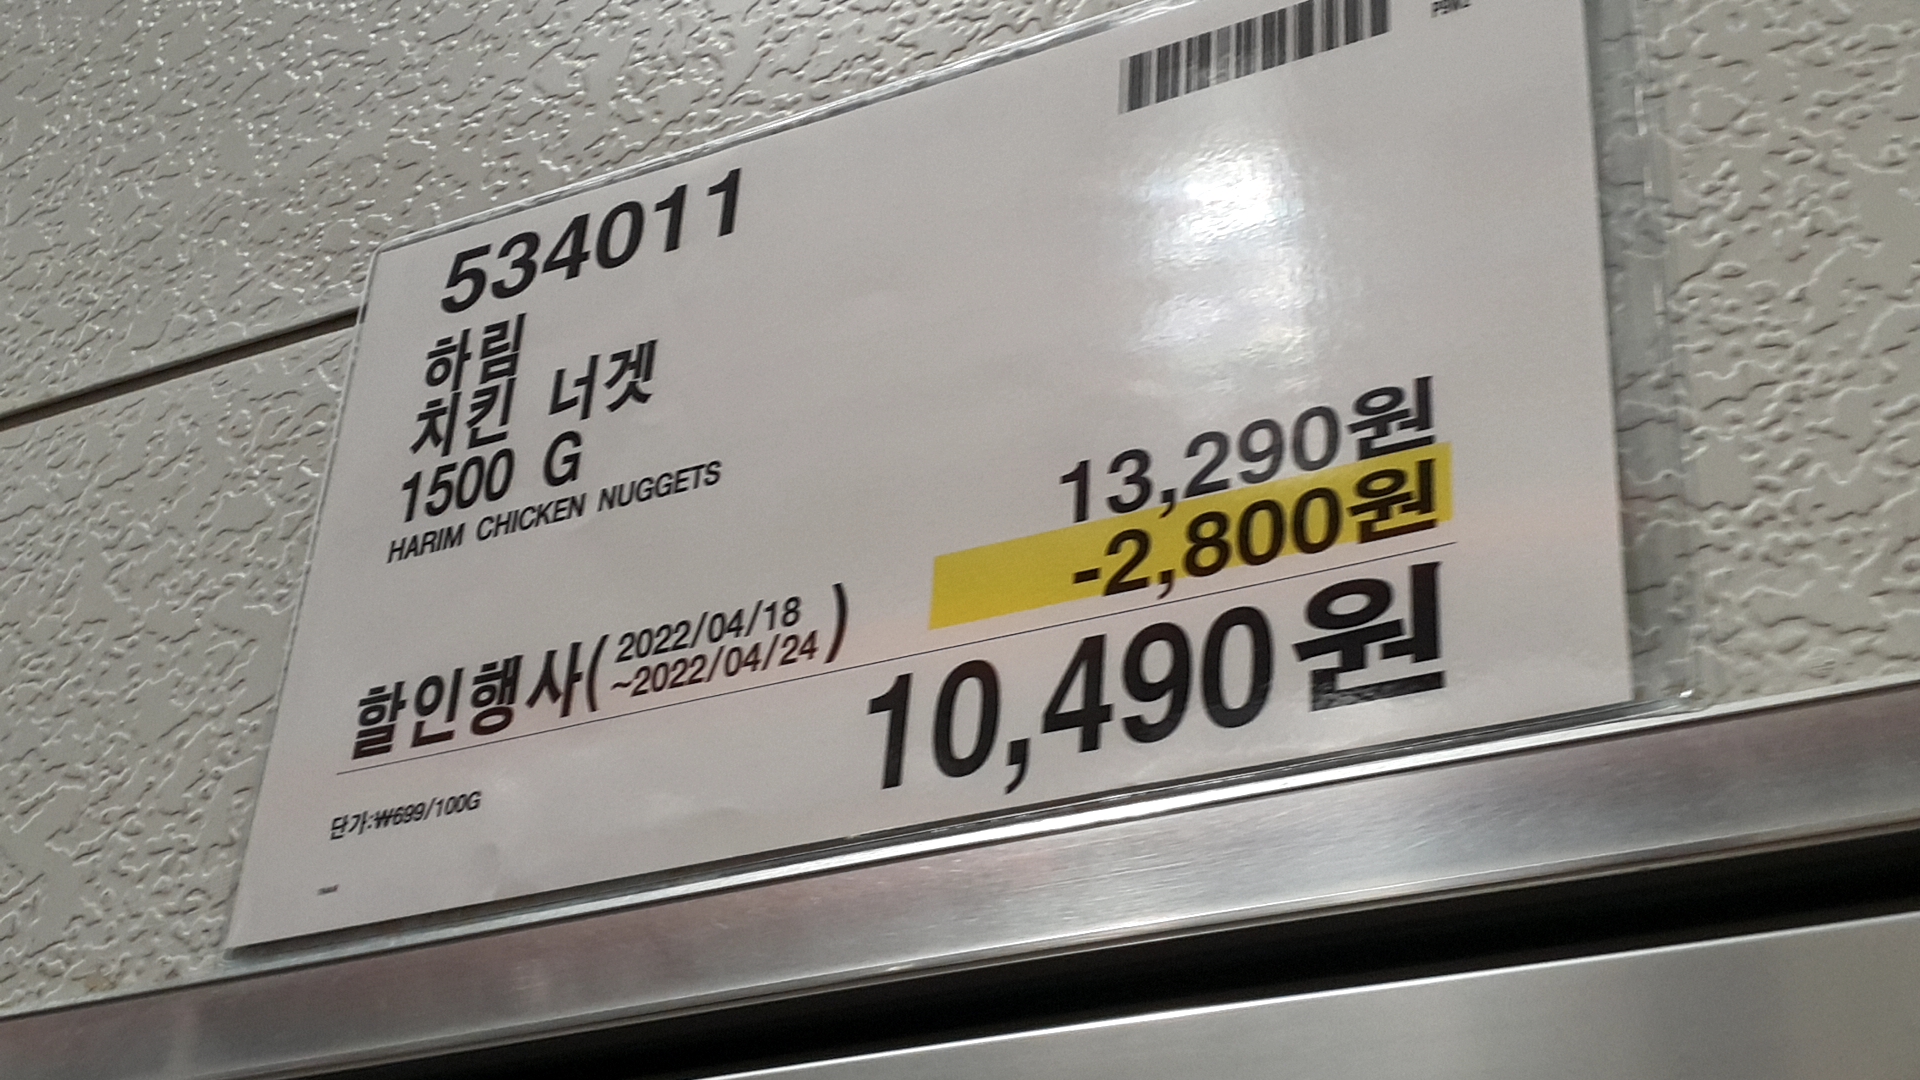 534011
하림
치킨 너겟
1500 G
HARIM CHICKEN NUGGETS
13,290원
-2,800원
할인행사(2022/04/18
~2022/04/24)
10,490원
단가:₩699/100G